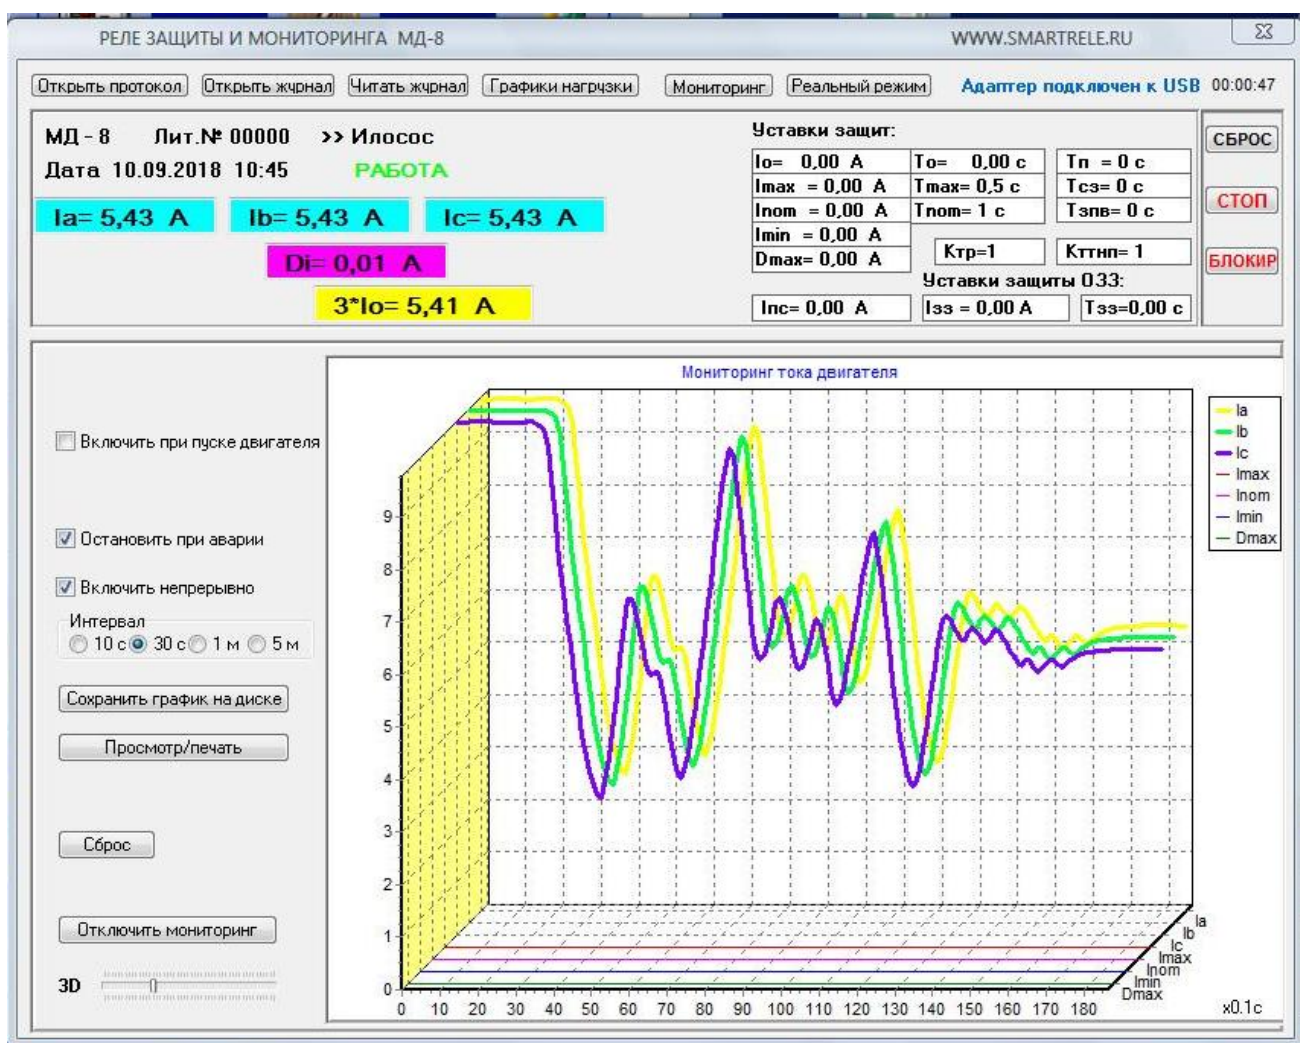 РЕЛЕ ЗАЩИТЫ И МОНИТОРИНГА МД-8 WWW.SMARTRELE.RU
Открыть протокол Открыть журнал Читать журнал Графики нагрузки Мониторинг Реальный режим Адаптер подключен к USB 00:00:47
МД - 8 Лит.№ 00000 >> Илосос
Дата 10.09.2018 10:45 РАБОТА
Ia= 5,43 A Ib= 5,43 A Ic= 5,43 A
Di= 0,01 A
3*Io= 5,41 A
Уставки защит:
Io= 0,00 A To= 0,00 с Тп = 0 с
Imax = 0,00 A Tmax= 0,5 с Тсз= 0 с
Inom = 0,00 A Tnom= 1 с Тзпв= 0 с
Imin = 0,00 A
Dmax= 0,00 A Ктр=1 Кттнп= 1
Уставки защиты ОЗЗ:
Iпс= 0,00 A Iзз = 0,00 A Тзз=0,00 с
СБРОС
СТОП
БЛОКИР
Включить при пуске двигателя
Остановить при аварии
Включить непрерывно
Интервал
10 с 30 с 1 м 5 м
Сохранить график на диске
Просмотр/печать
Сброс
Отключить мониторинг
3D
Мониторинг тока двигателя
9
8
7
6
5
4
3
2
1
0
0 10 20 30 40 50 60 70 80 90 100 110 120 130 140 150 160 170 180
Ia
Ib
Ic
Imax
Inom
Imin
Dmax
x0.1c
Ia
Ib
Ic
Imax
Inom
Imin
Dmax